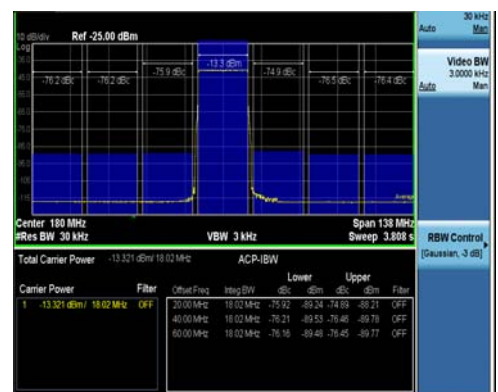 10 dB/div Ref -25.00 dBm
Log
-13.3 dBm
-75.9 dBc -74.9 dBc
-76.2 dBc -76.2 dBc -76.5 dBc -76.4 dBc
Average
Center 180 MHz Span 138 MHz
#Res BW 30 kHz VBW 3 kHz Sweep 3.808 s
Total Carrier Power -13.321 dBm/ 18.02 MHz ACP-IBW
Lower Upper
Carrier Power Filter Offset Freq Integ BW dBc dBm dBc dBm Filter
1 -13.321 dBm / 18.02 MHz OFF 20.00 MHz 18.02 MHz -75.92 -89.24 -74.89 -88.21 OFF
40.00 MHz 18.02 MHz -76.21 -89.53 -76.46 -89.78 OFF
60.00 MHz 18.02 MHz -76.16 -89.48 -76.45 -89.77 OFF
30 kHz
Auto Man
Video BW
3.0000 kHz
Auto Man
RBW Control
[Gaussian, -3 dB]